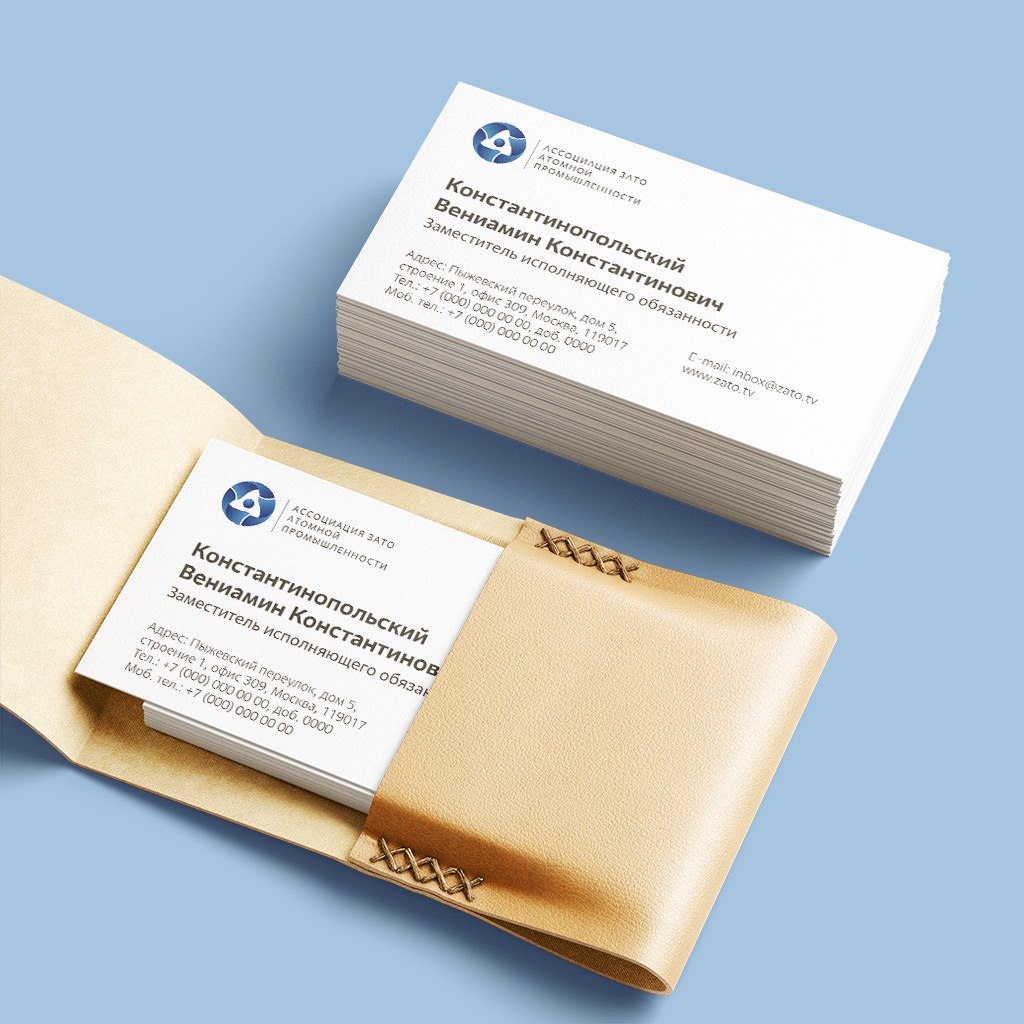 АССОЦИАЦИЯ ЗАТО
АТОМНОЙ
ПРОМЫШЛЕННОСТИ
Константинопольский
Вениамин Константинович
Заместитель исполняющего обязанности
Адрес: Пыжевский переулок, дом 5,
строение 1, офис 309, Москва, 119017
Тел.: +7 (000) 000 00 00, доб. 0000
Моб. тел.: +7 (000) 000 00 00
E-mail: inbox@zato.tv
www.zato.tv
АССОЦИАЦИЯ ЗАТО
АТОМНОЙ
ПРОМЫШЛЕННОСТИ
Константинопольский
Вениамин Константинов
Заместитель исполняющего обязан
Адрес: Пыжевский переулок, дом 5,
строение 1, офис 309, Москва, 119017
Тел.: +7 (000) 000 00 00, доб. 0000
Моб. тел.: +7 (000) 000 00 00